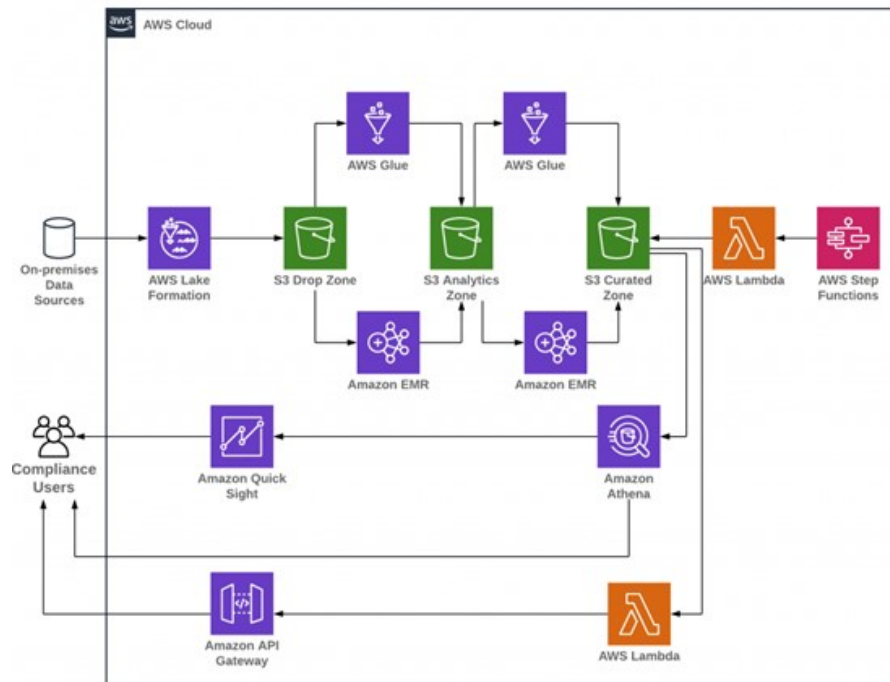 aws
AWS Cloud
AWS Glue
AWS Glue
On-premises
Data
Sources
AWS Lake
Formation
S3 Drop Zone
S3 Analytics
Zone
S3 Curated
Zone
AWS Lambda
AWS Step
Functions
Amazon EMR
Amazon EMR
Compliance
Users
Amazon Quick
Sight
Amazon
Athena
Amazon API
Gateway
AWS Lambda